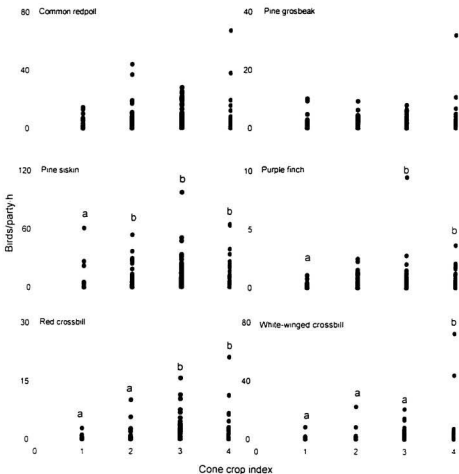 80 Common redpoll
40
0
40 Pine grosbeak
20
0
120 Pine siskin
60
0
a b b b
10 Purple finch
5
0
a b b
Birds/party-h
30 Red crossbill
15
0
a a b b
0 1 2 3 4
80 White-winged crossbill
40
0
a a a b
0 1 2 3 4
Cone crop index